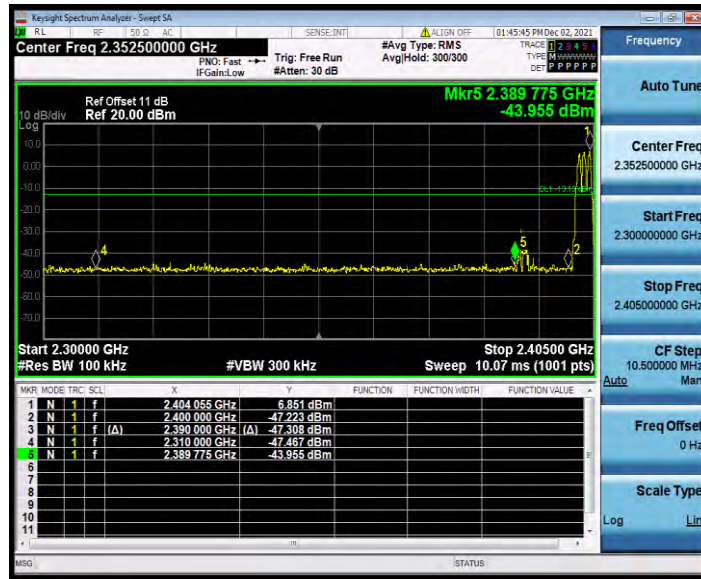 Keysight Spectrum Analyzer - Swept SA
RL RF 50 Ω AC SENSE:INT ALIGN OFF 01:45:45 PM Dec 02, 2021
Center Freq 2.352500000 GHz
PNO: Fast Trig: Free Run
IFGain:Low #Atten: 30 dB
#Avg Type: RMS
Avg|Hold: 300/300
TRACE 1 2 3 4 5 6
TYPE M WWWWW
DET P P P P P P
Frequency
Ref Offset 11 dB
10 dB/div Ref 20.00 dBm
Log
Mkr5 2.389 775 GHz
-43.955 dBm
10.0
0.00
-10.0
-20.0
-30.0
-40.0
-50.0
-60.0
-70.0
1
2
4
5
Start 2.30000 GHz Stop 2.40500 GHz
#Res BW 100 kHz #VBW 300 kHz Sweep 10.07 ms (1001 pts)
MKR MODE TRC SCL X Y FUNCTION FUNCTION WIDTH FUNCTION VALUE
1 N 1 f 2.404 055 GHz 6.851 dBm
2 N 1 f 2.400 000 GHz -47.223 dBm
3 N 1 f (Δ) 2.390 000 GHz (Δ) -47.308 dBm
4 N 1 f 2.310 000 GHz -47.467 dBm
5 N 1 f 2.389 775 GHz -43.955 dBm
6
7
8
9
10
11
MSG STATUS
Auto Tune
Center Freq
2.352500000 GHz
Start Freq
2.300000000 GHz
Stop Freq
2.405000000 GHz
CF Step
10.500000 MHz
Auto Man
Freq Offset
0 Hz
Scale Type
Log Lin